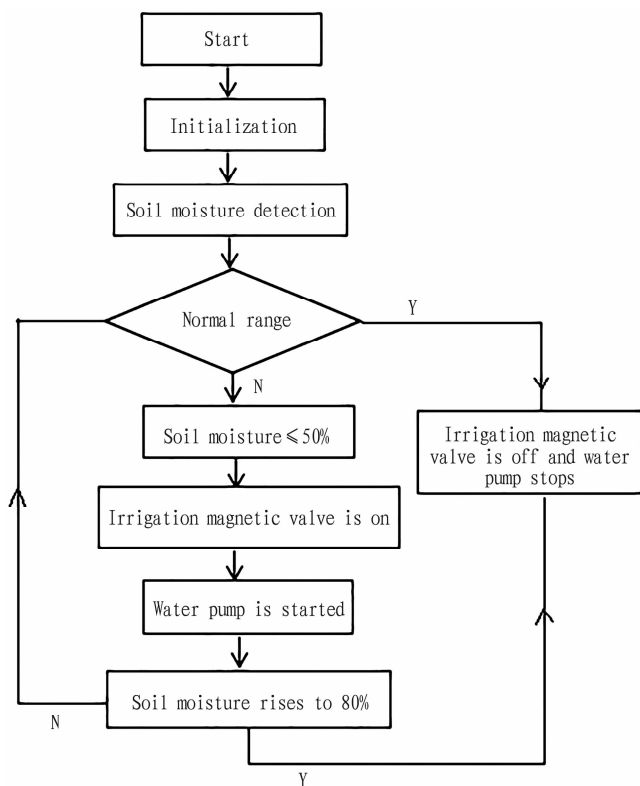 Start
Initialization
Soil moisture detection
Normal range
Y
N
Soil moisture ≤50%
Irrigation magnetic
valve is off and water
pump stops
Irrigation magnetic valve is on
Water pump is started
Soil moisture rises to 80%
N
Y